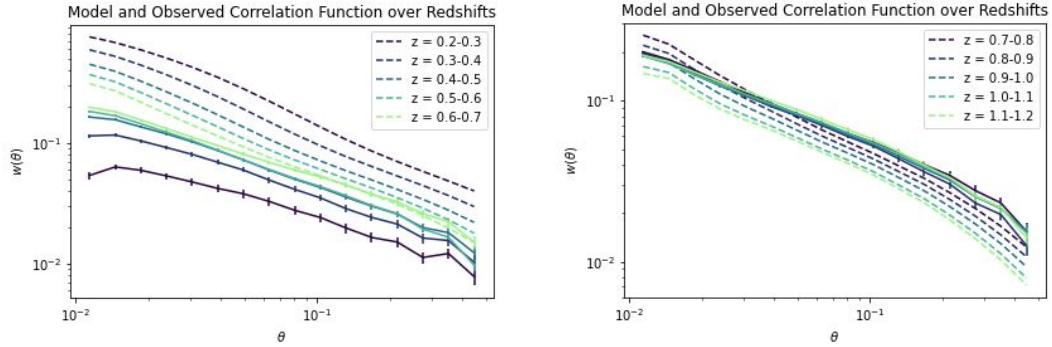 Model and Observed Correlation Function over Redshifts
w(θ)
10⁻¹
10⁻²
z = 0.2-0.3
z = 0.3-0.4
z = 0.4-0.5
z = 0.5-0.6
z = 0.6-0.7
10⁻²
10⁻¹
θ
Model and Observed Correlation Function over Redshifts
w(θ)
10⁻¹
10⁻²
z = 0.7-0.8
z = 0.8-0.9
z = 0.9-1.0
z = 1.0-1.1
z = 1.1-1.2
10⁻²
10⁻¹
θ